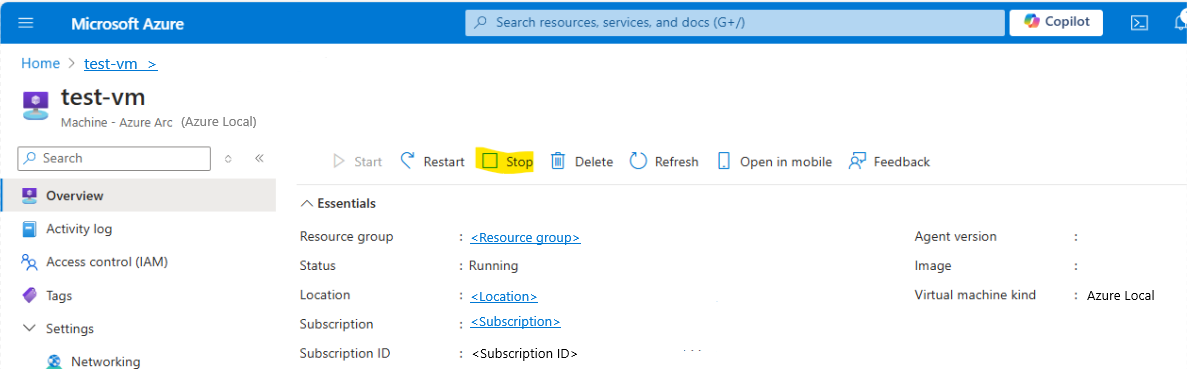 Microsoft Azure
Search resources, services, and docs (G+/)
Copilot
Home > test-vm >
test-vm
Machine - Azure Arc (Azure Local)
Search
Start Restart Stop Delete Refresh Open in mobile Feedback
Overview
Activity log
Access control (IAM)
Tags
Settings
Networking
Essentials
Resource group : <Resource group>
Status : Running
Location : <Location>
Subscription : <Subscription>
Subscription ID : <Subscription ID>
Agent version :
Image :
Virtual machine kind : Azure Local